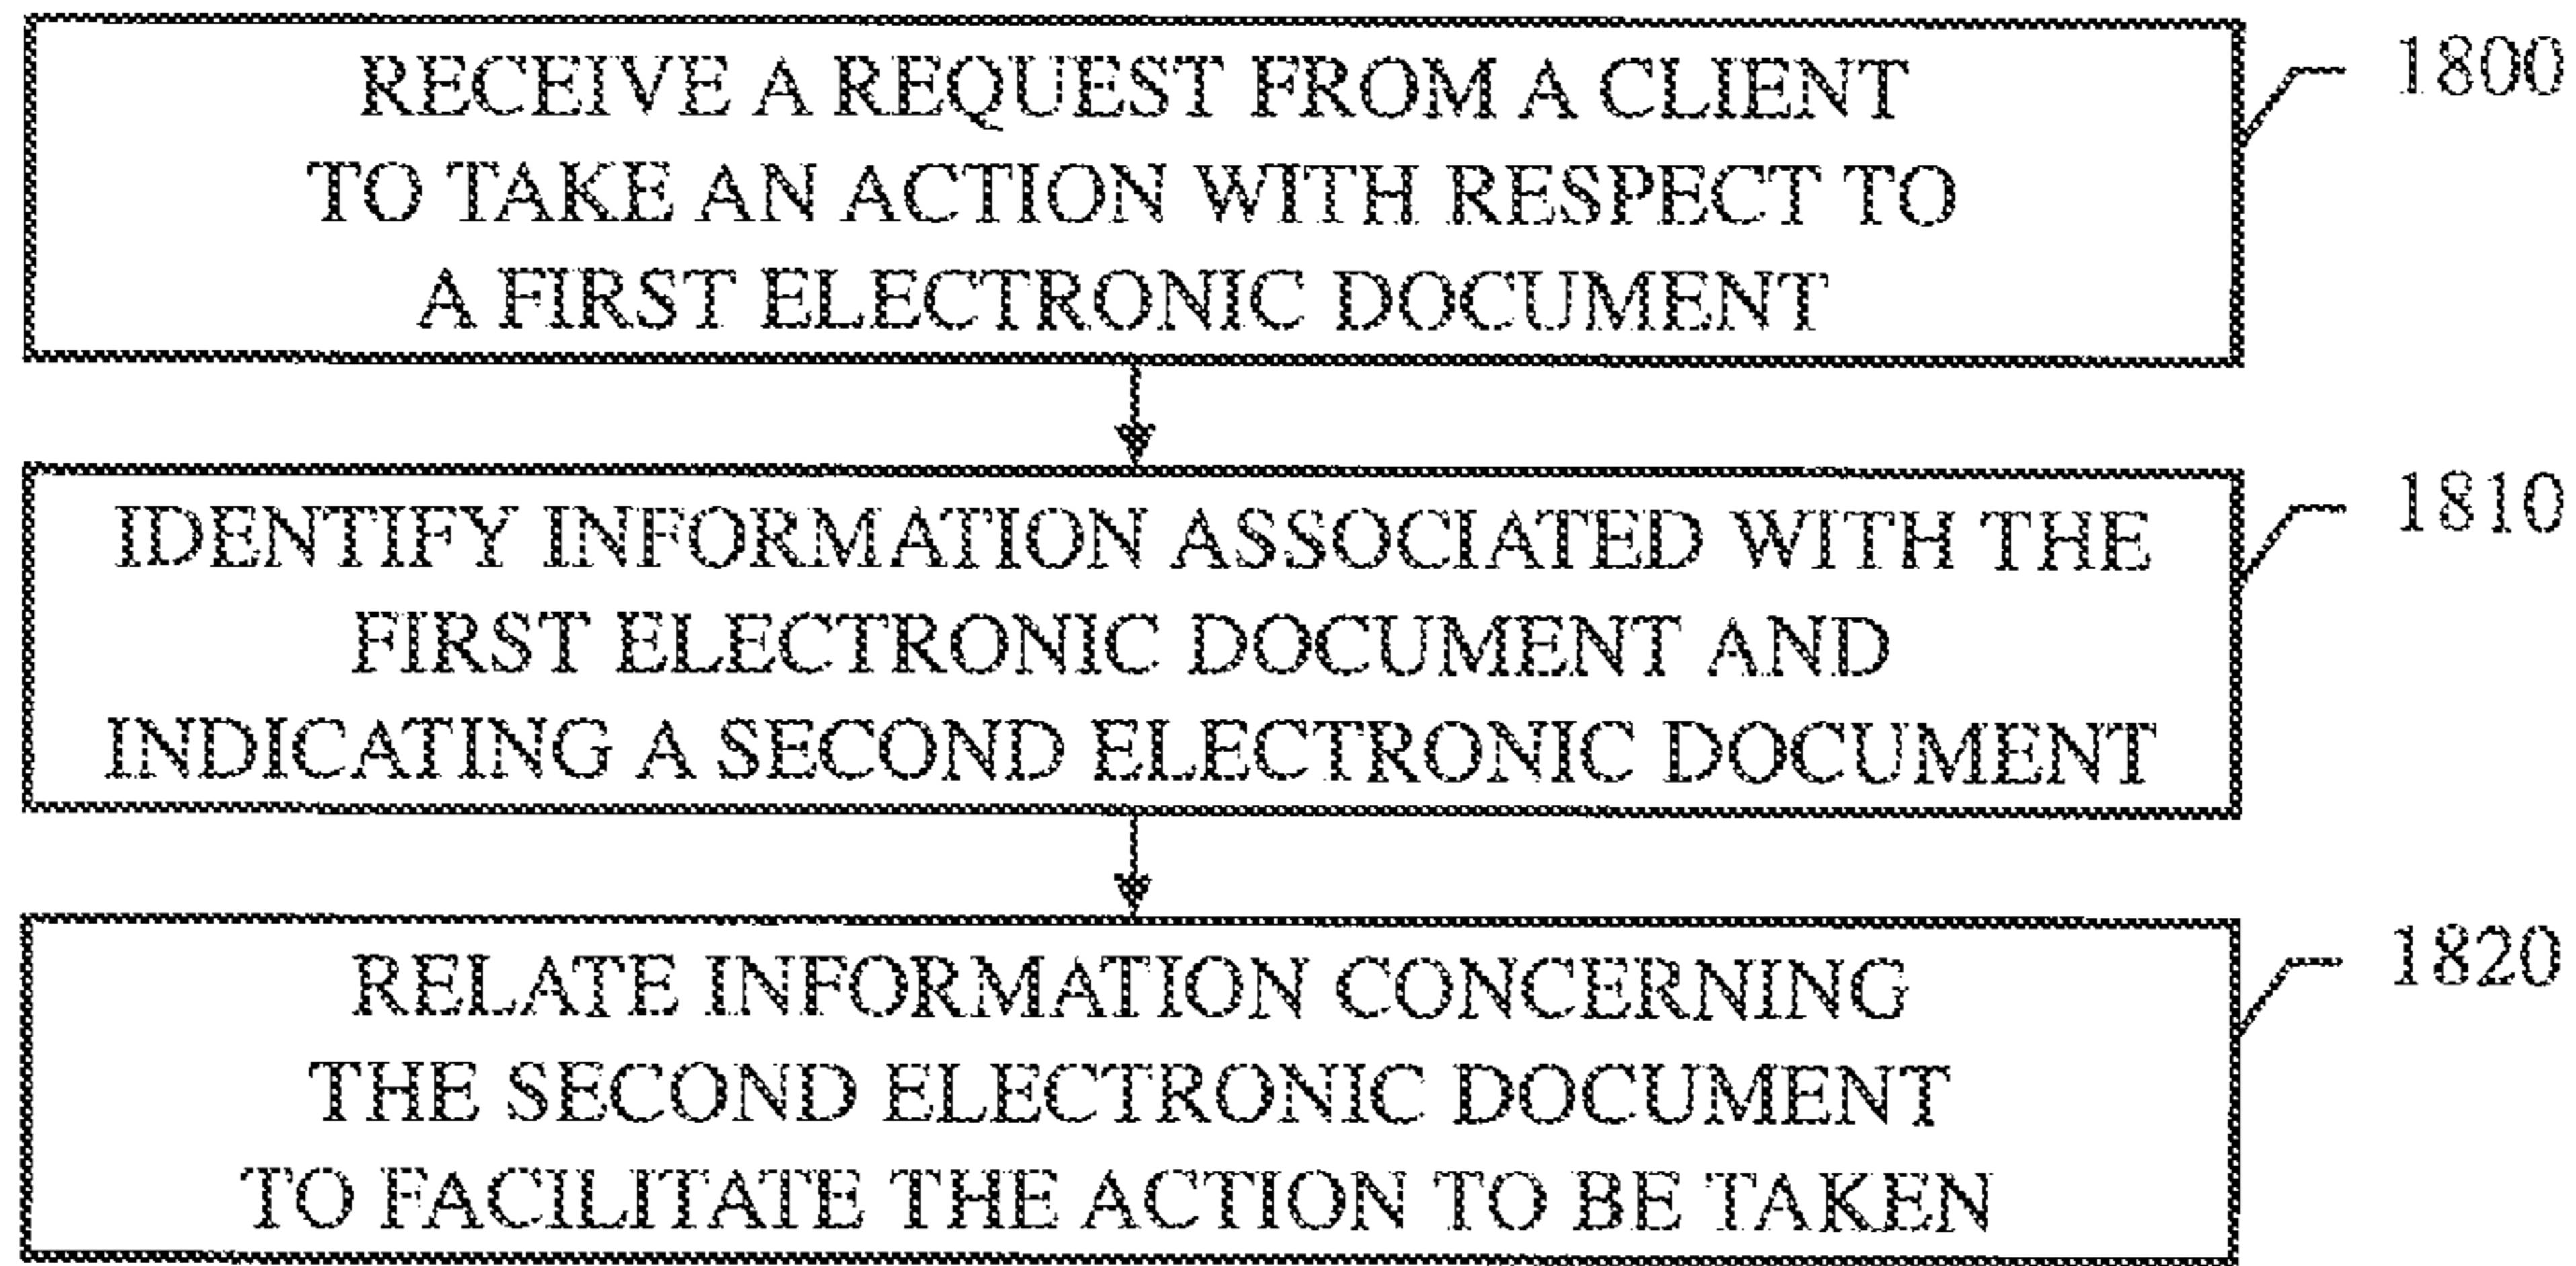 RECEIVE A REQUEST FROM A CLIENT
TO TAKE AN ACTION WITH RESPECT TO
A FIRST ELECTRONIC DOCUMENT
1800
IDENTIFY INFORMATION ASSOCIATED WITH THE
FIRST ELECTRONIC DOCUMENT AND
INDICATING A SECOND ELECTRONIC DOCUMENT
1810
RELATE INFORMATION CONCERNING
THE SECOND ELECTRONIC DOCUMENT
TO FACILITATE THE ACTION TO BE TAKEN
1820